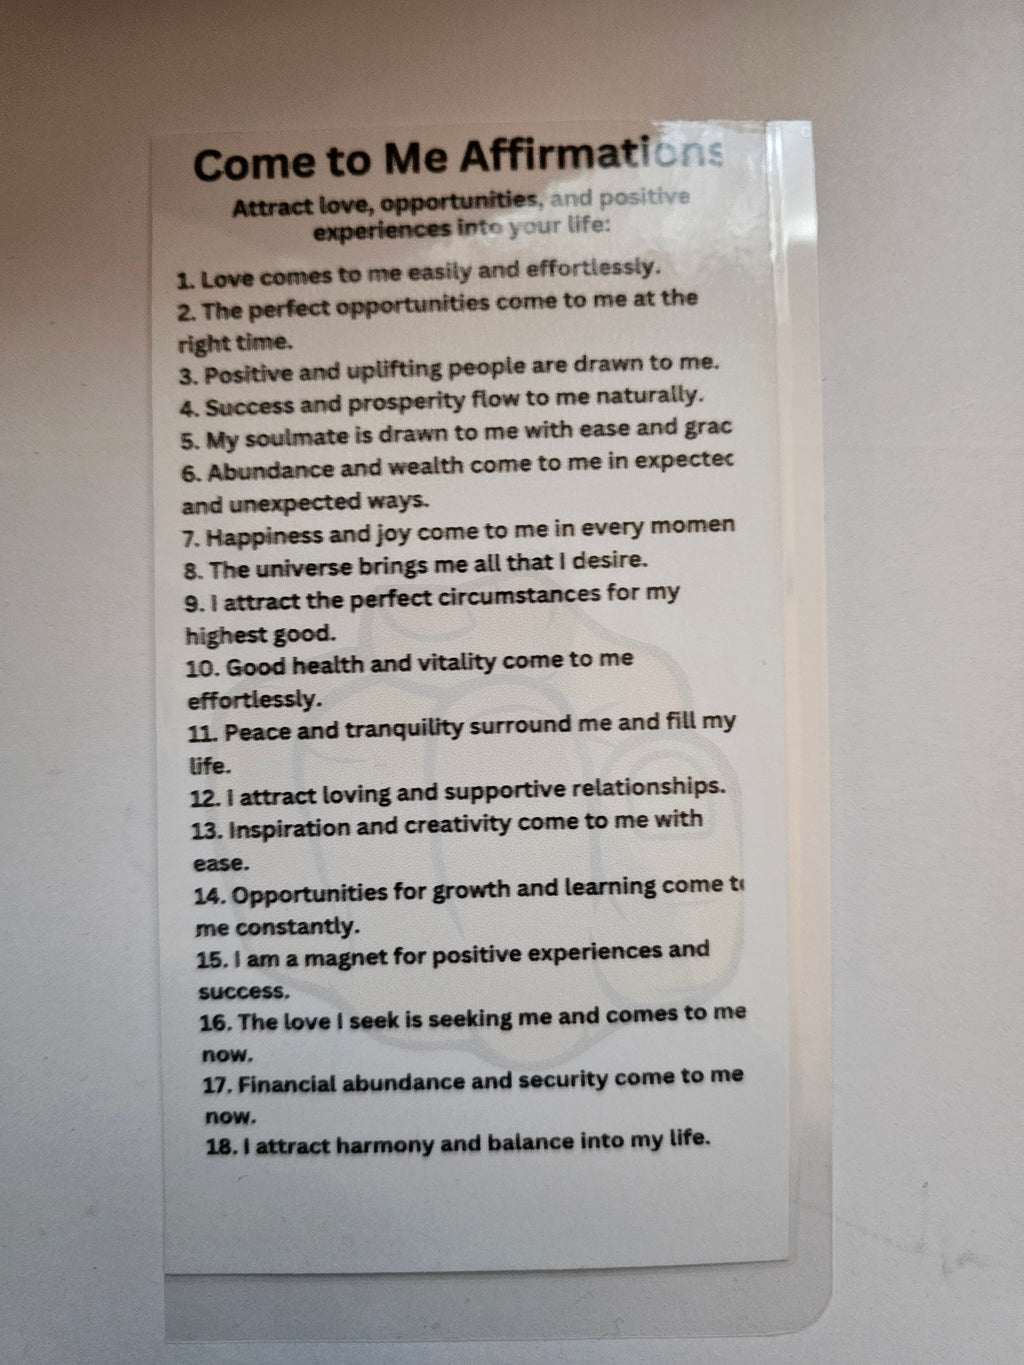 Come to Me Affirmations
Attract love, opportunities, and positive
experiences into your life:
1. Love comes to me easily and effortlessly.
2. The perfect opportunities come to me at the
right time.
3. Positive and uplifting people are drawn to me.
4. Success and prosperity flow to me naturally.
5. My soulmate is drawn to me with ease and grac
6. Abundance and wealth come to me in expected
and unexpected ways.
7. Happiness and joy come to me in every momen
8. The universe brings me all that I desire.
9. I attract the perfect circumstances for my
highest good.
10. Good health and vitality come to me
effortlessly.
11. Peace and tranquility surround me and fill my
life.
12. I attract loving and supportive relationships.
13. Inspiration and creativity come to me with
ease.
14. Opportunities for growth and learning come to
me constantly.
15. I am a magnet for positive experiences and
success.
16. The love I seek is seeking me and comes to me
now.
17. Financial abundance and security come to me
now.
18. I attract harmony and balance into my life.